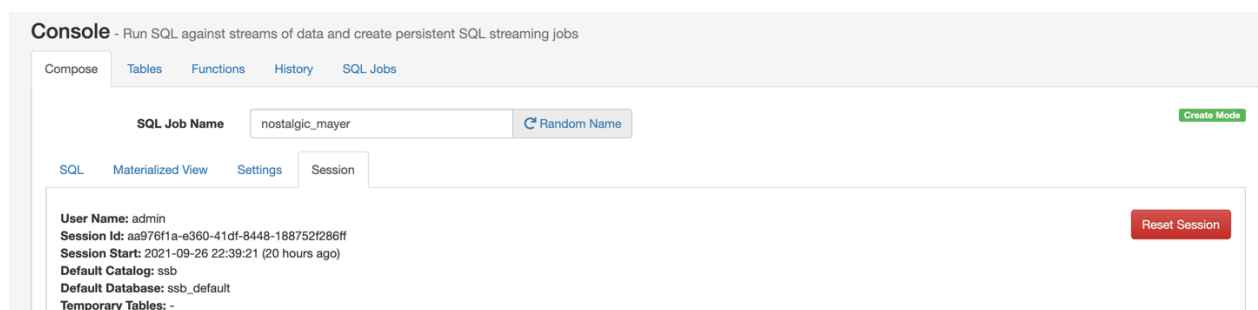 Console - Run SQL against streams of data and create persistent SQL streaming jobs
Compose Tables Functions History SQL Jobs
SQL Job Name nostalgic_mayer Random Name Create Mode
SQL Materialized View Settings Session
User Name: admin Reset Session
Session Id: aa976f1a-e360-41df-8448-188752f286ff
Session Start: 2021-09-26 22:39:21 (20 hours ago)
Default Catalog: ssb
Default Database: ssb_default
Temporary Tables: -